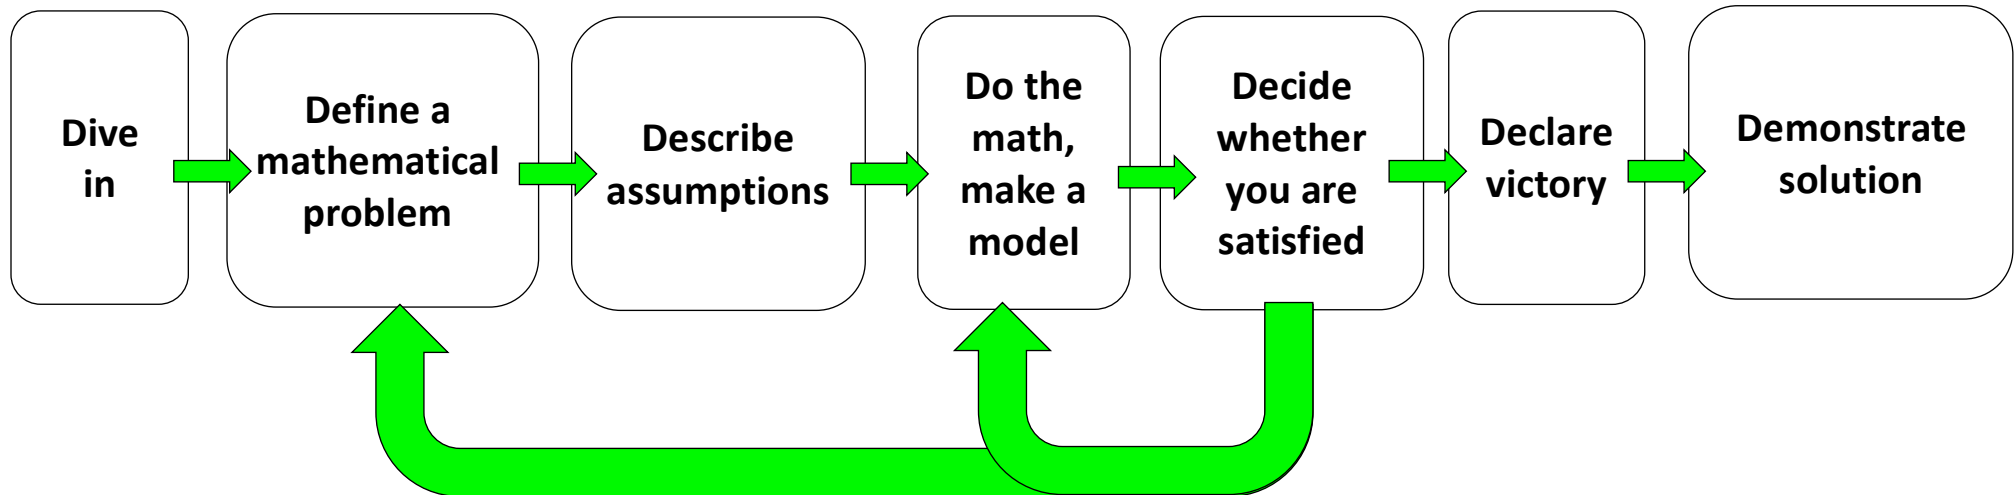 Dive
in
Define a
mathematical
problem
Describe
assumptions
Do the
math,
make a
model
Decide
whether
you are
satisfied
Declare
victory
Demonstrate
solution